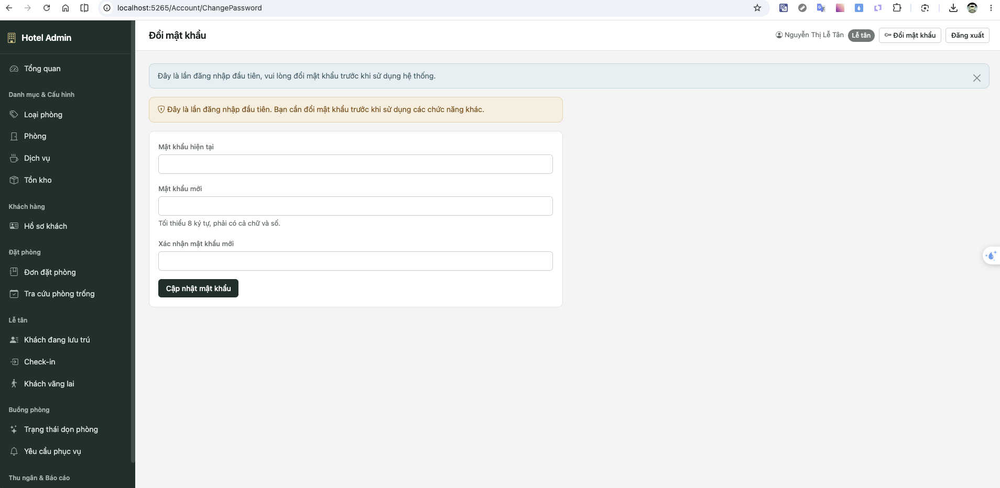 localhost:5265/Account/ChangePassword
Hotel Admin
Tổng quan
Danh mục & Cấu hình
Loại phòng
Phòng
Dịch vụ
Tồn kho
Khách hàng
Hồ sơ khách
Đặt phòng
Đơn đặt phòng
Tra cứu phòng trống
Lễ tân
Khách đang lưu trú
Check-in
Khách vãng lai
Buồng phòng
Trạng thái dọn phòng
Yêu cầu phục vụ
Thu ngân & Báo cáo
Đổi mật khẩu
Nguyễn Thị Lễ Tân
Lễ tân
Đổi mật khẩu
Đăng xuất
Đây là lần đăng nhập đầu tiên, vui lòng đổi mật khẩu trước khi sử dụng hệ thống.
Đây là lần đăng nhập đầu tiên. Bạn cần đổi mật khẩu trước khi sử dụng các chức năng khác.
Mật khẩu hiện tại
Mật khẩu mới
Tối thiểu 8 ký tự, phải có cả chữ và số.
Xác nhận mật khẩu mới
Cập nhật mật khẩu